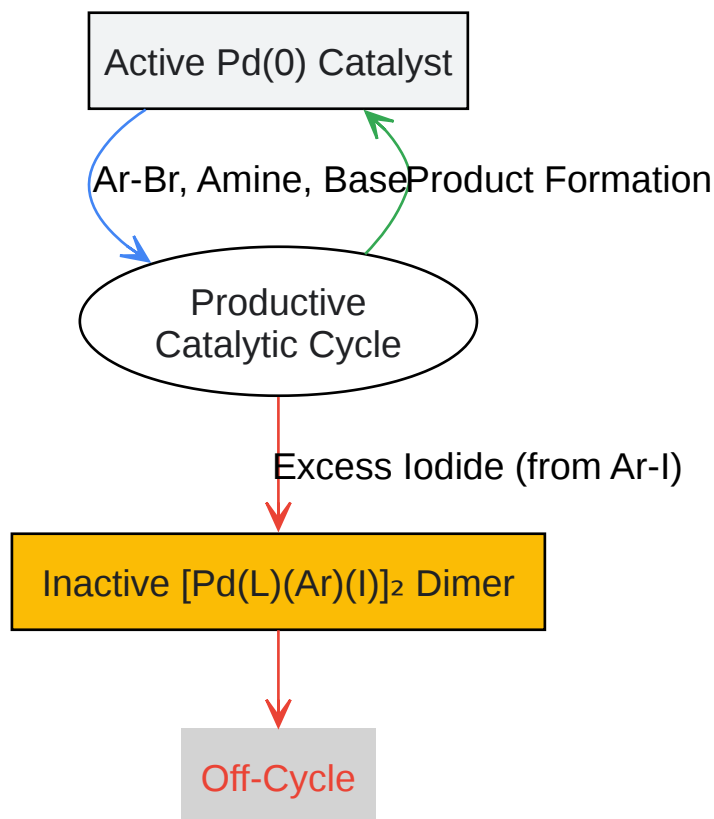 Active Pd(0) Catalyst
Ar-Br, Amine, Base
Product Formation
Productive
Catalytic Cycle
Excess Iodide (from Ar-I)
Inactive [Pd(L)(Ar)(I)]₂ Dimer
Off-Cycle